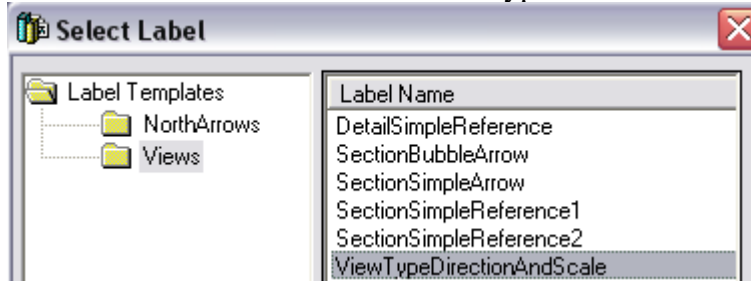 Select Label
Label Templates
NorthArrows
Views
Label Name
DetailSimpleReference
SectionBubbleArrow
SectionSimpleArrow
SectionSimpleReference1
SectionSimpleReference2
ViewTypeDirectionAndScale